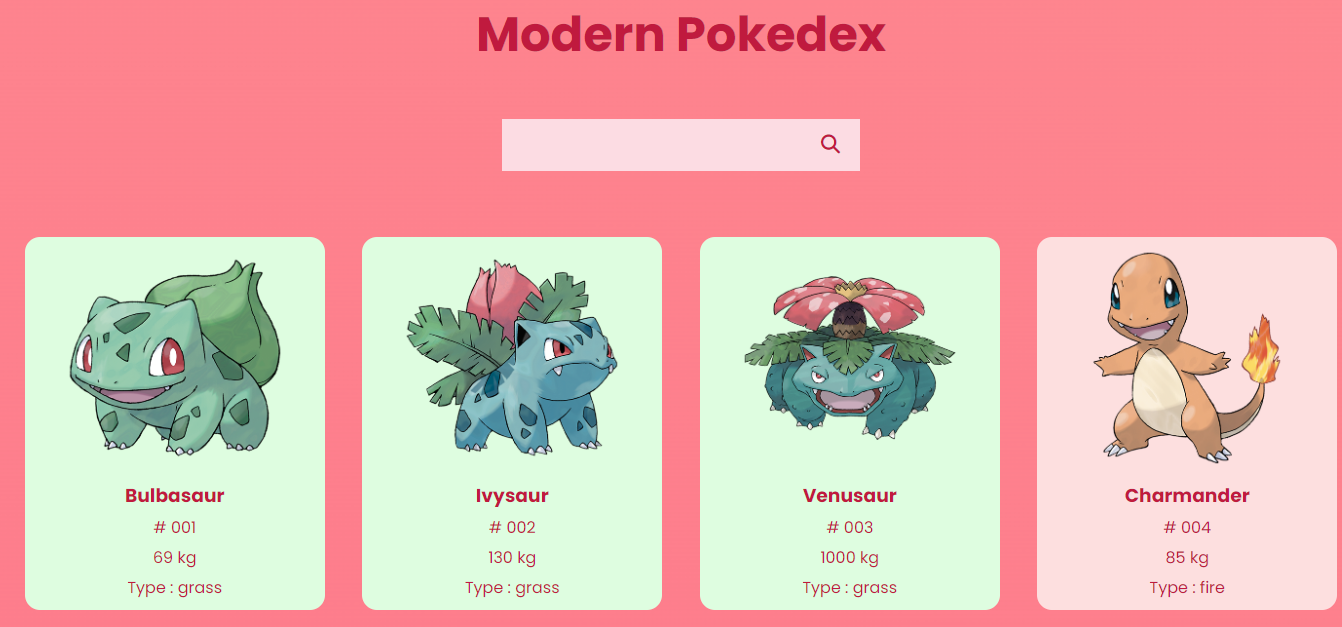 Modern Pokedex
Bulbasaur
# 001
69 kg
Type : grass
Ivysaur
# 002
130 kg
Type : grass
Venusaur
# 003
1000 kg
Type : grass
Charmander
# 004
85 kg
Type : fire